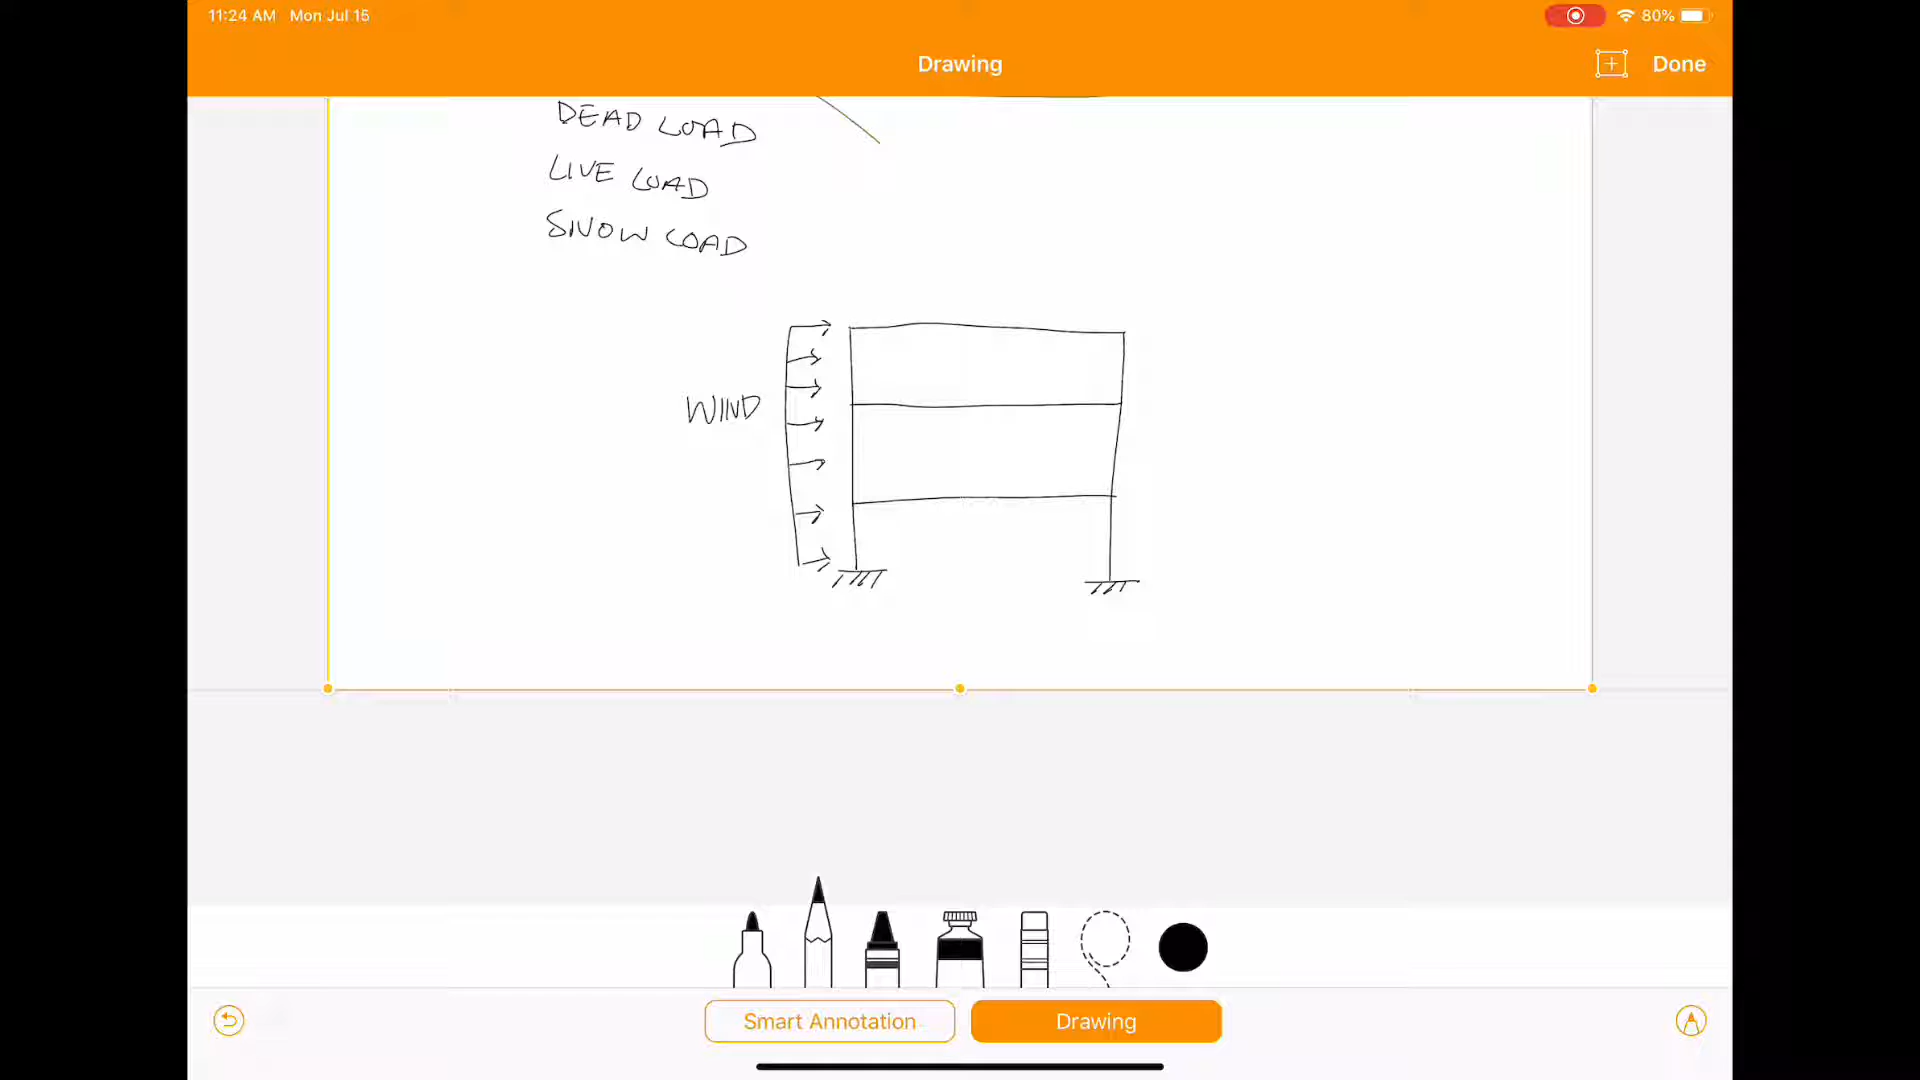 11:24 AM Mon Jul 15
80%
Drawing
Done
DEAD LOAD
LIVE LOAD
SNOW LOAD
WIND
Smart Annotation
Drawing